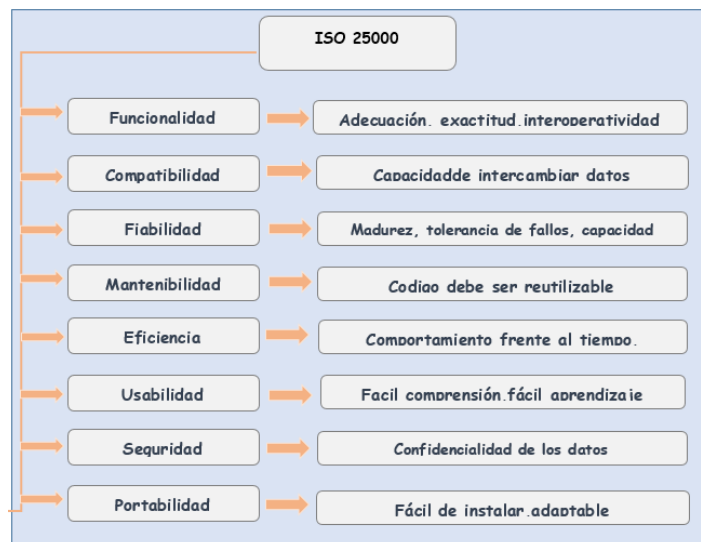 ISO 25000
Funcionalidad
Adecuación. exactitud.interoperatividad
Compatibilidad
Capacidadde intercambiar datos
Fiabilidad
Madurez, tolerancia de fallos, capacidad
Mantenibilidad
Codigo debe ser reutilizable
Eficiencia
Comportamiento frente al tiempo.
Usabilidad
Facil comprensión.fácil aprendizaje
Seguridad
Confidencialidad de los datos
Portabilidad
Fácil de instalar.adaptable